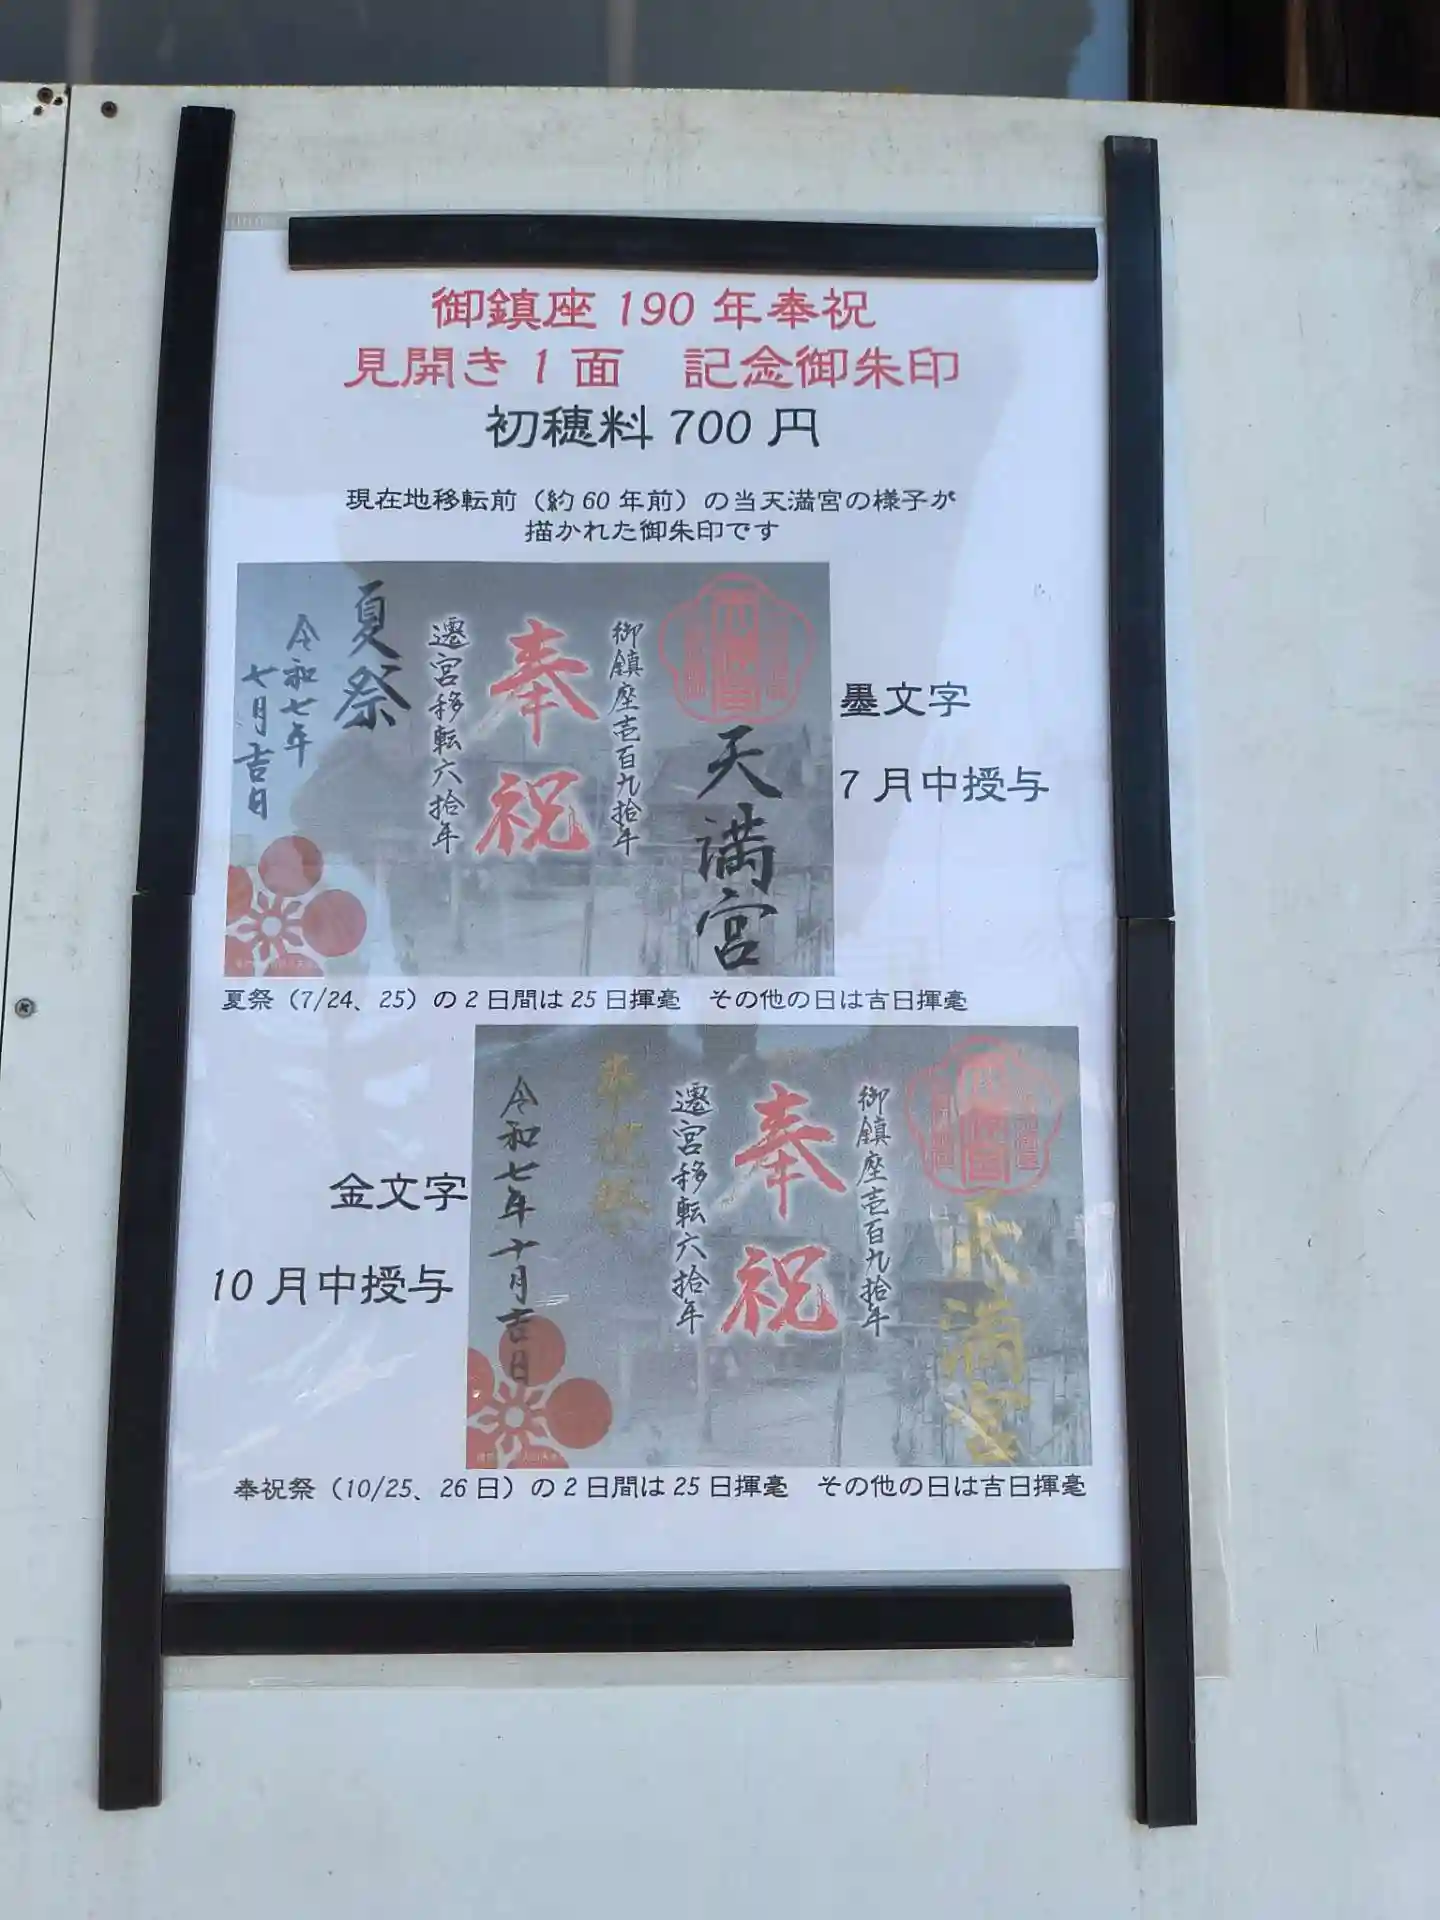 御鎮座 190 年奉祝
見開き 1 面　記念御朱印
初穂料 700 円
現在地移転前（約 60 年前）の当天満宮の様子が
描かれた御朱印です
天満宮
御鎮座壱百九拾年
奉祝
遷宮移転六拾年
夏祭
令和七年
七月吉日
墨文字
7 月中授与
夏祭（7/24、25）の 2 日間は 25 日揮毫　その他の日は吉日揮毫
天満宮
御鎮座壱百九拾年
奉祝
遷宮移転六拾年
奉祝祭
令和七年十月吉日
金文字
10 月中授与
奉祝祭（10/25、26 日）の 2 日間は 25 日揮毫　その他の日は吉日揮毫